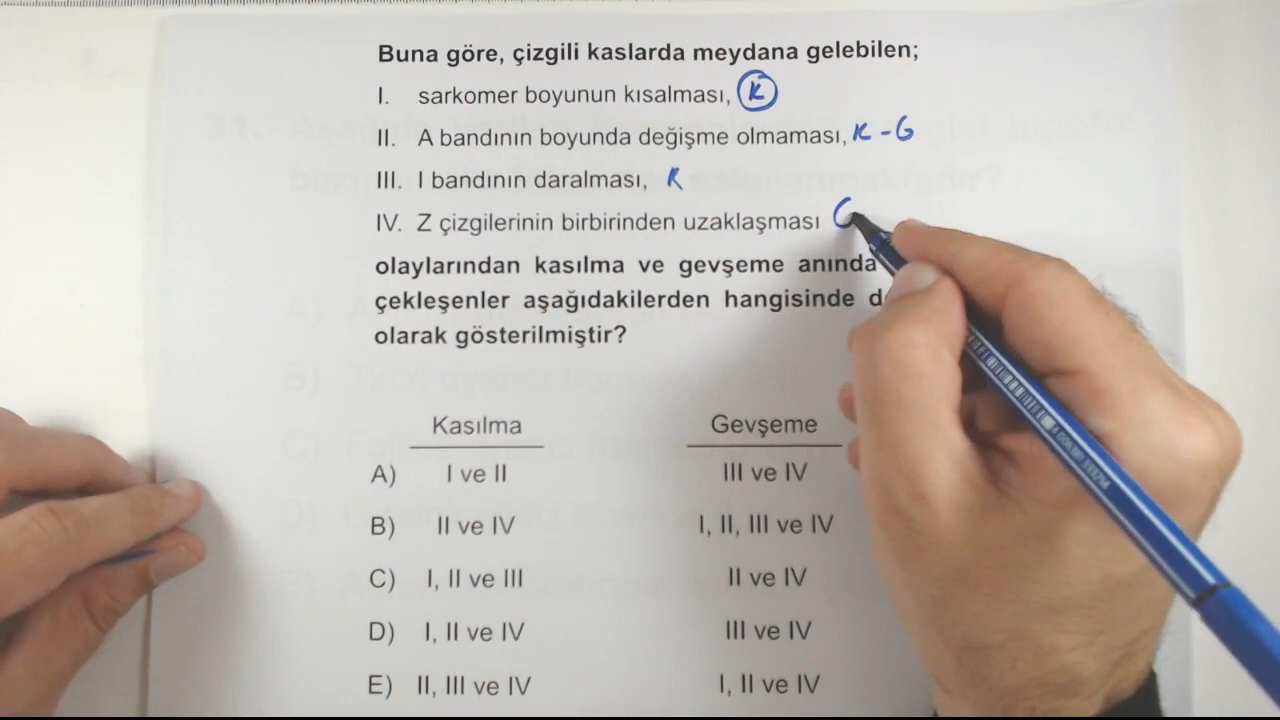 Buna göre, çizgili kaslarda meydana gelebilen;
I. sarkomer boyunun kısalması, K
II. A bandının boyunda değişme olmaması, K - G
III. I bandının daralması, K
IV. Z çizgilerinin birbirinden uzaklaşması
olaylarından kasılma ve gevşeme anında
çekleşenler aşağıdakilerden hangisinde
olarak gösterilmiştir?
Kasılma Gevşeme
A) I ve II III ve IV
B) II ve IV I, II, III ve IV
C) I, II ve III II ve IV
D) I, II ve IV III ve IV
E) II, III ve IV I, II ve IV